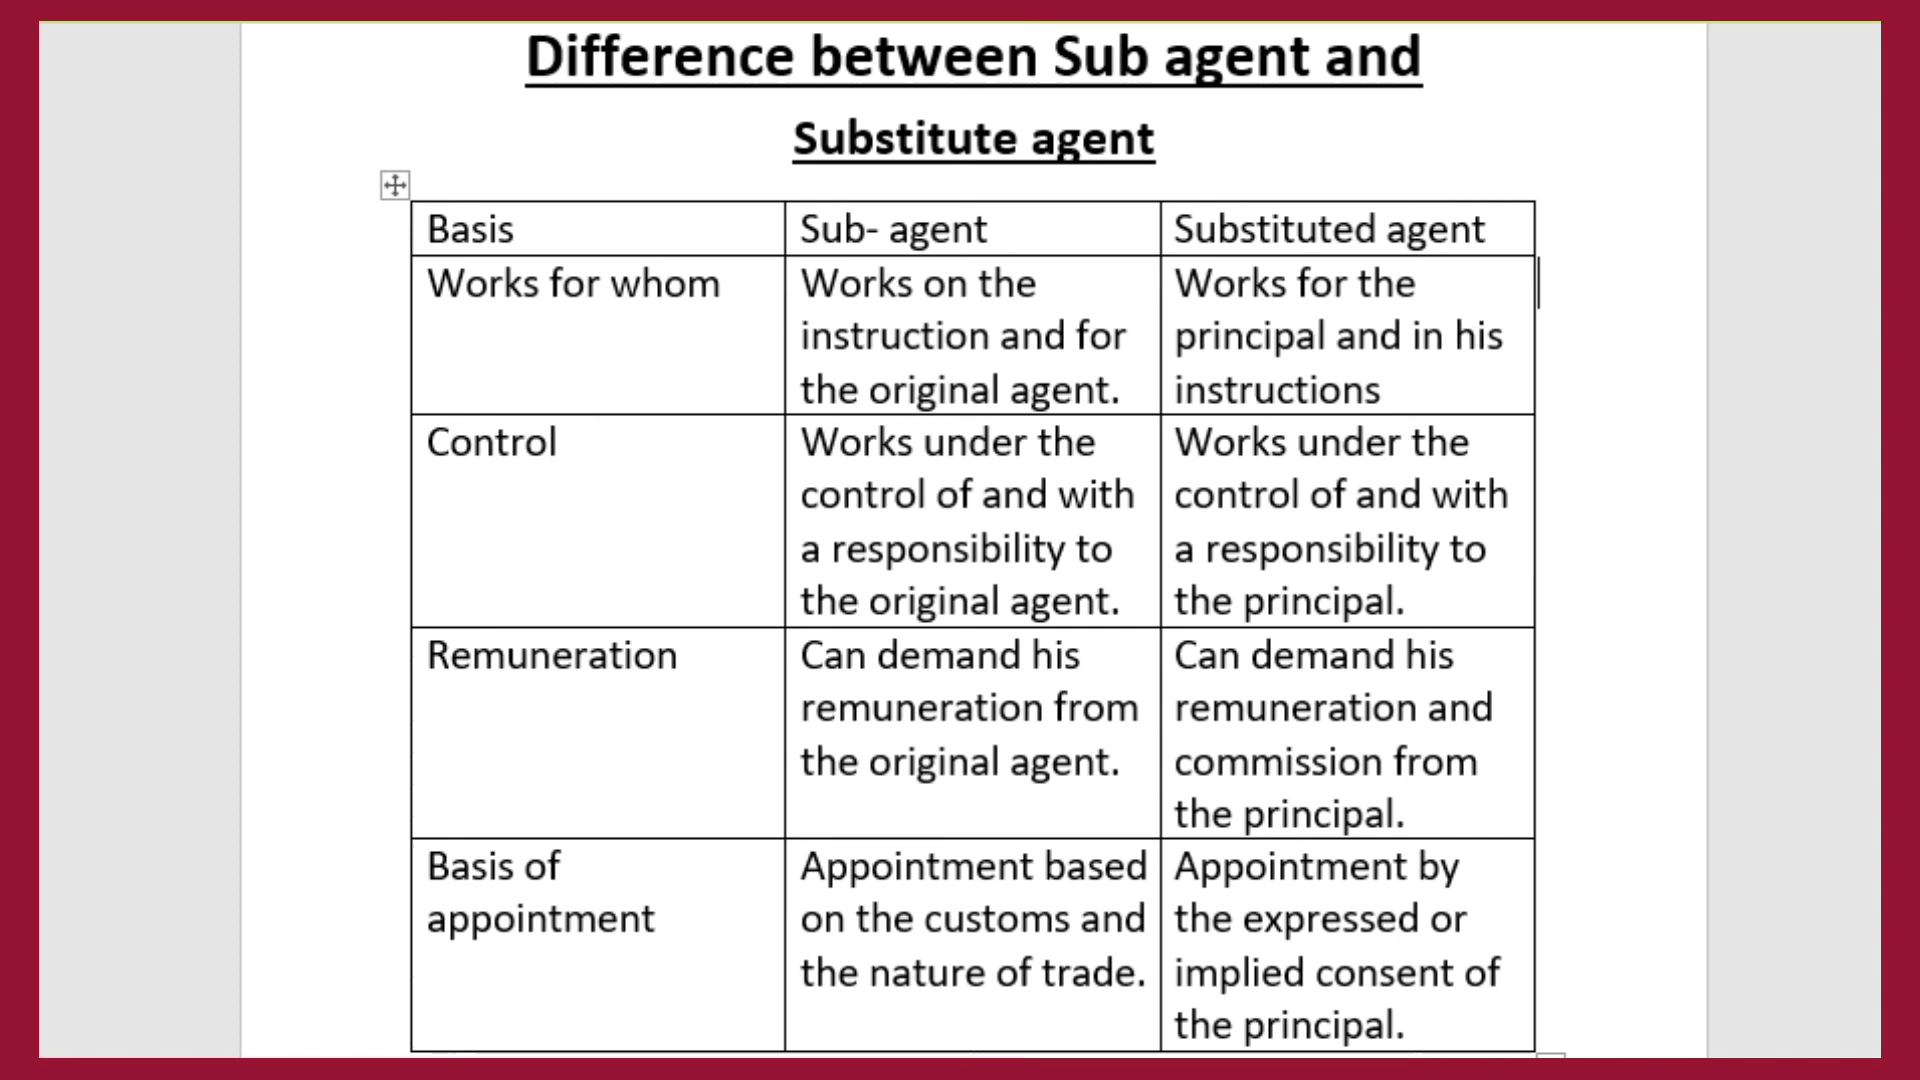 Difference between Sub agent and
Substitute agent
Basis
Sub- agent
Substituted agent
Works for whom
Works on the
instruction and for
the original agent.
Works for the
principal and in his
instructions
Control
Works under the
control of and with
a responsibility to
the original agent.
Works under the
control of and with
a responsibility to
the principal.
Remuneration
Can demand his
remuneration from
the original agent.
Can demand his
remuneration and
commission from
the principal.
Basis of
appointment
Appointment based
on the customs and
the nature of trade.
Appointment by
the expressed or
implied consent of
the principal.